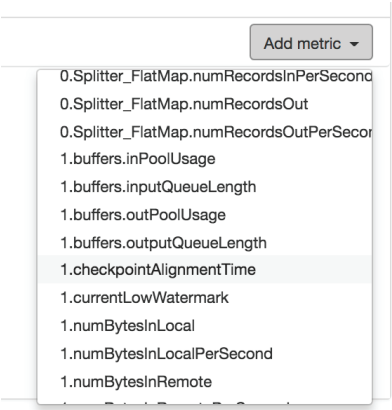 Add metric
0.Splitter_FlatMap.numRecordsInPerSecond
0.Splitter_FlatMap.numRecordsOut
0.Splitter_FlatMap.numRecordsOutPerSecon
1.buffers.inPoolUsage
1.buffers.inputQueueLength
1.buffers.outPoolUsage
1.buffers.outputQueueLength
1.checkpointAlignmentTime
1.currentLowWatermark
1.numBytesInLocal
1.numBytesInLocalPerSecond
1.numBytesInRemote